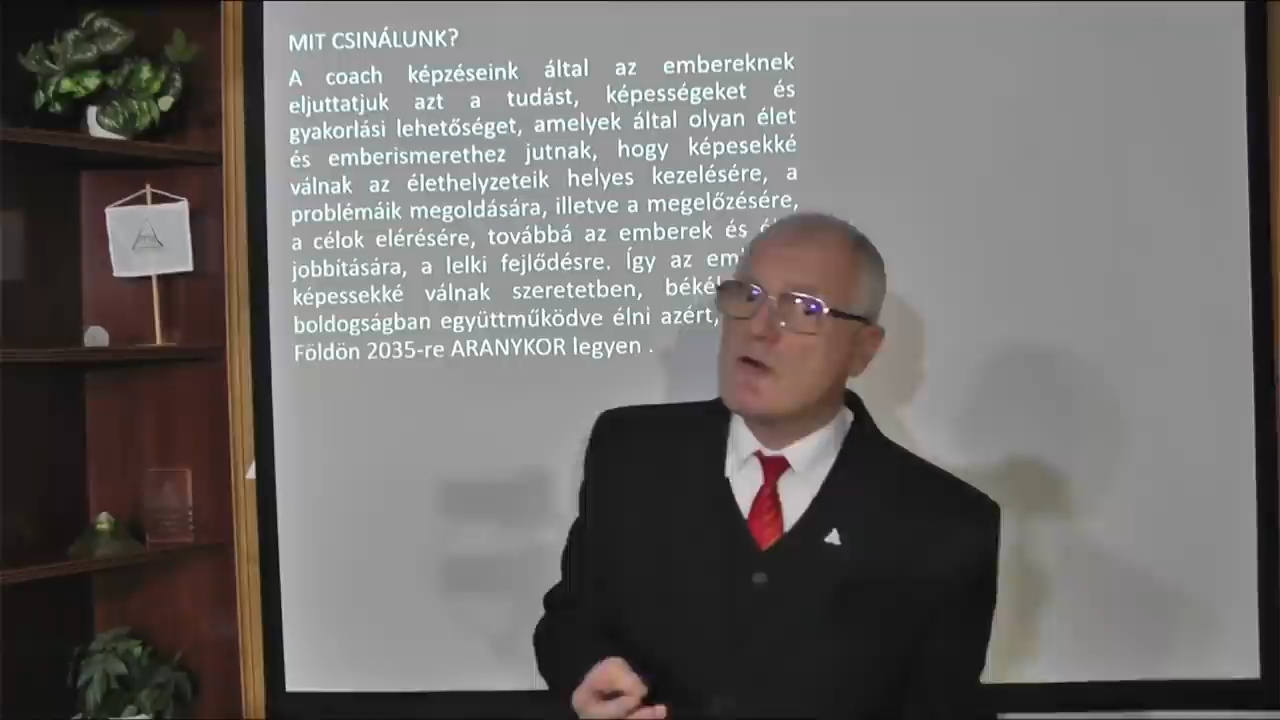 MIT CSINÁLUNK?
A coach képzéseink által az embereknek
eljuttatjuk azt a tudást, képességeket és
gyakorlási lehetőséget, amelyek által olyan élet
és emberismerethez jutnak, hogy képesekké
válnak az élethelyzeteik helyes kezelésére, a
problémáik megoldására, illetve a megelőzésére,
a célok elérésére, továbbá az emberek és
jobbítására, a lelki fejlődésre. Így az
képessekké válnak szeretetben,
boldogságban együttműködve élni azért,
Földön 2035-re ARANYKOR legyen .